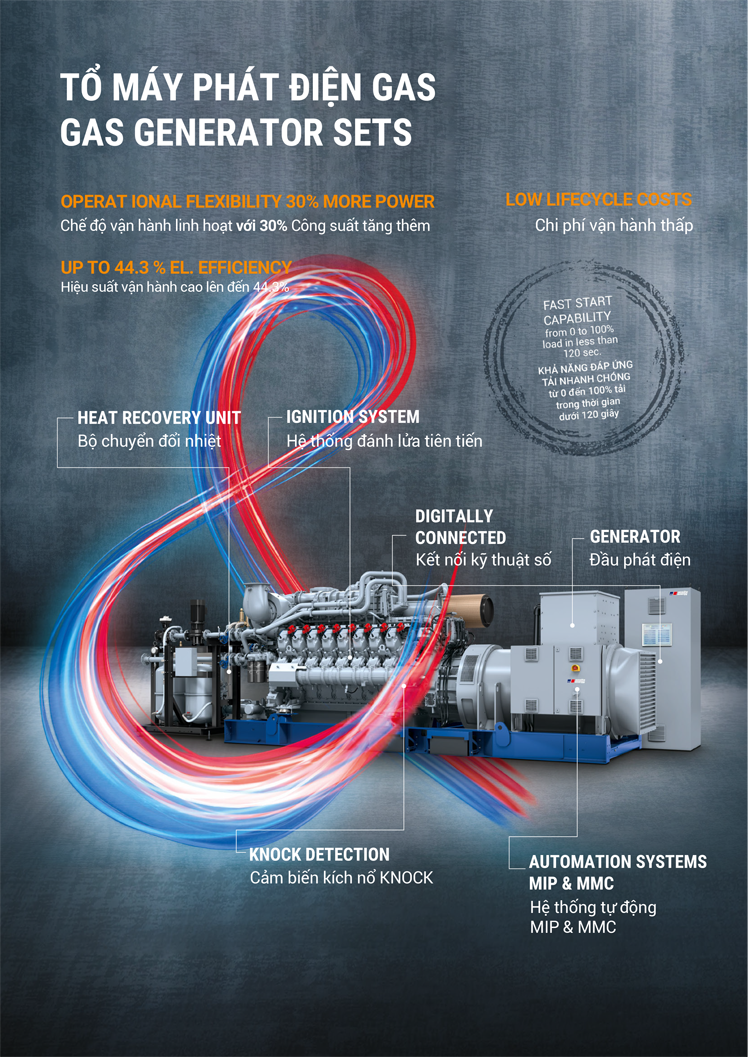 TỔ MÁY PHÁT ĐIỆN GAS
GAS GENERATOR SETS
OPERAT IONAL FLEXIBILITY 30% MORE POWER
Chế độ vận hành linh hoạt với 30% Công suất tăng thêm
LOW LIFECYCLE COSTS
Chi phí vận hành thấp
UP TO 44.3 % EL. EFFICIENCY
Hiệu suất vận hành cao lên đến 44.3%
FAST START
CAPABILITY
from 0 to 100%
load in less than
120 sec.
KHẢ NĂNG ĐÁP ỨNG
TẢI NHANH CHÓNG
từ 0 đến 100% tải
trong thời gian
dưới 120 giây
HEAT RECOVERY UNIT
Bộ chuyển đổi nhiệt
IGNITION SYSTEM
Hệ thống đánh lửa tiên tiến
DIGITALLY
CONNECTED
Kết nối kỹ thuật số
GENERATOR
Đầu phát điện
KNOCK DETECTION
Cảm biến kích nổ KNOCK
AUTOMATION SYSTEMS
MIP & MMC
Hệ thống tự động
MIP & MMC